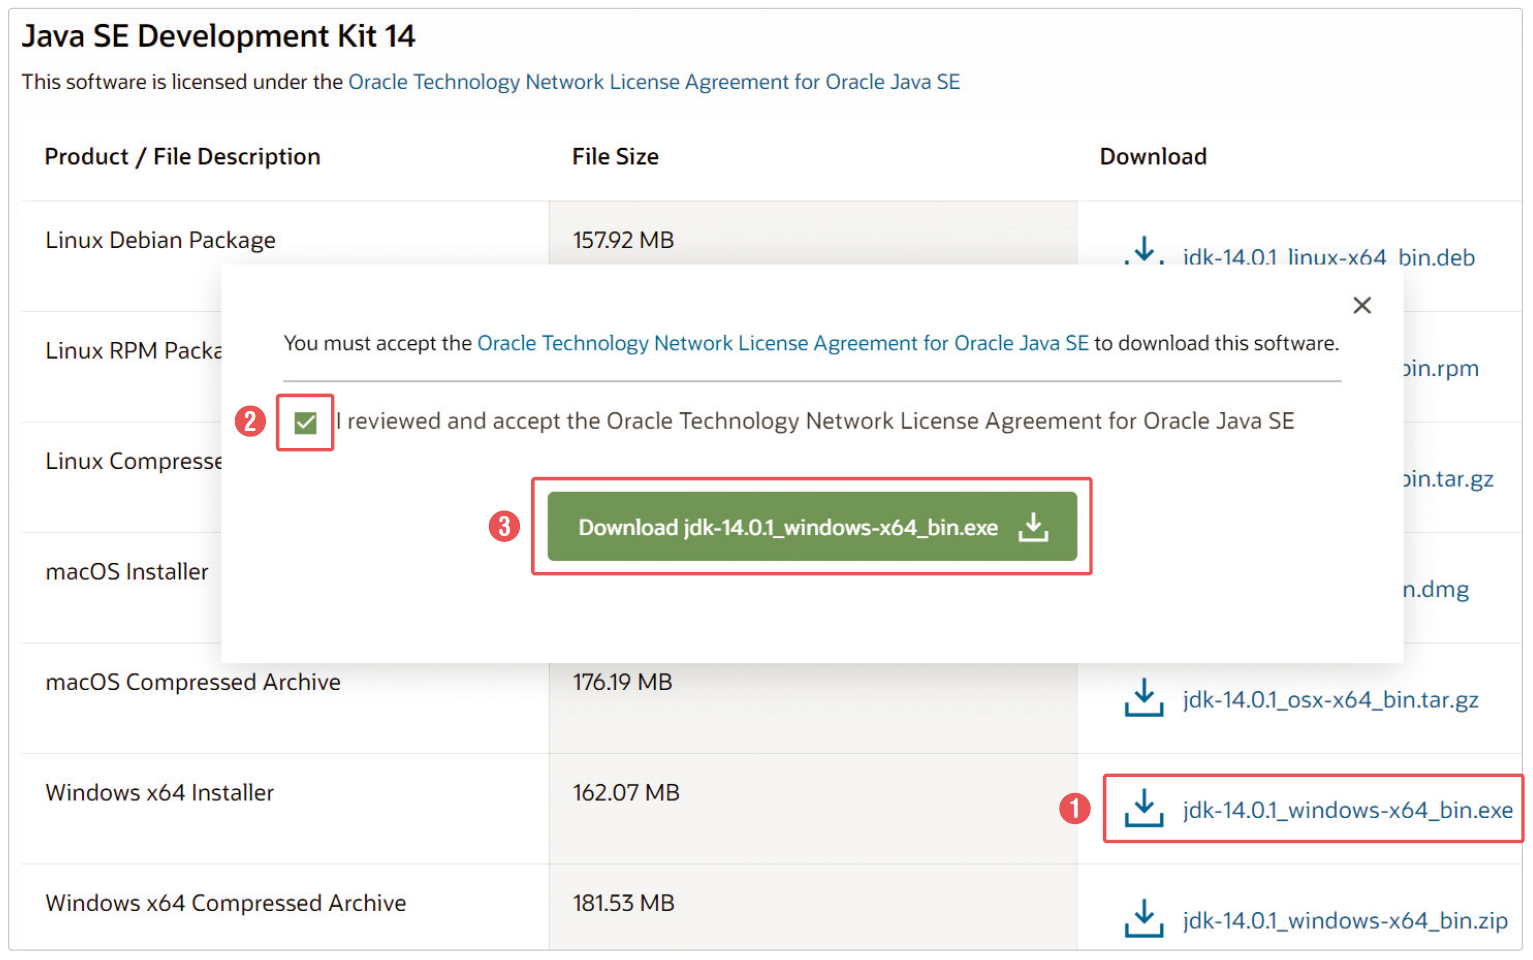 Java SE Development Kit 14
This software is licensed under the Oracle Technology Network License Agreement for Oracle Java SE
Product / File Description File Size Download
Linux Debian Package 157.92 MB jdk-14.0.1_linux-x64_bin.deb
You must accept the Oracle Technology Network License Agreement for Oracle Java SE to download this software.
Linux RPM Packa bin.rpm
2 I reviewed and accept the Oracle Technology Network License Agreement for Oracle Java SE
Linux Compresse bin.tar.gz
3 Download jdk-14.0.1_windows-x64_bin.exe
macOS Installer n.dmg
macOS Compressed Archive 176.19 MB jdk-14.0.1_osx-x64_bin.tar.gz
Windows x64 Installer 162.07 MB 1 jdk-14.0.1_windows-x64_bin.exe
Windows x64 Compressed Archive 181.53 MB jdk-14.0.1_windows-x64_bin.zip